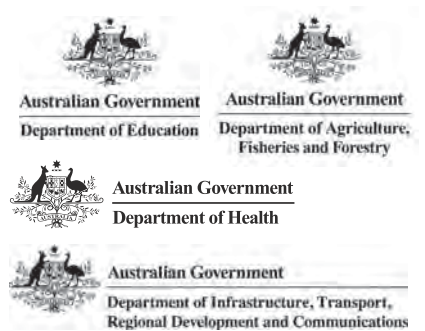 Australian Government
Department of Education
Australian Government
Department of Agriculture,
Fisheries and Forestry
AUSTRALIA
Australian Government
Department of Health
Australian Government
Department of Infrastructure, Transport,
Regional Development and Communications